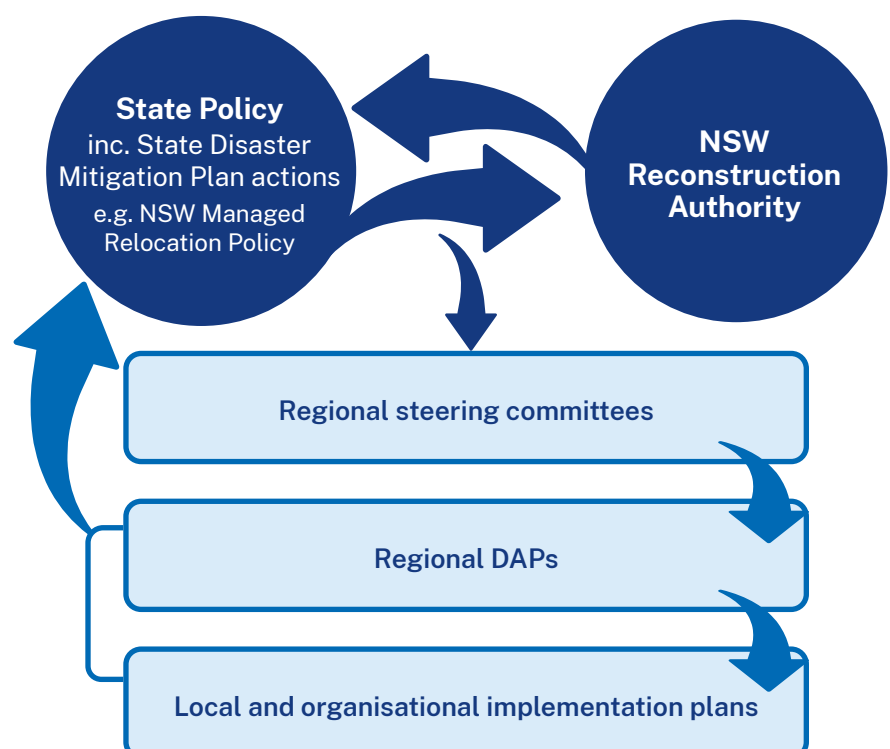 State Policy
inc. State Disaster
Mitigation Plan actions
e.g. NSW Managed
Relocation Policy
NSW
Reconstruction
Authority
Regional steering committees
Regional DAPs
Local and organisational implementation plans